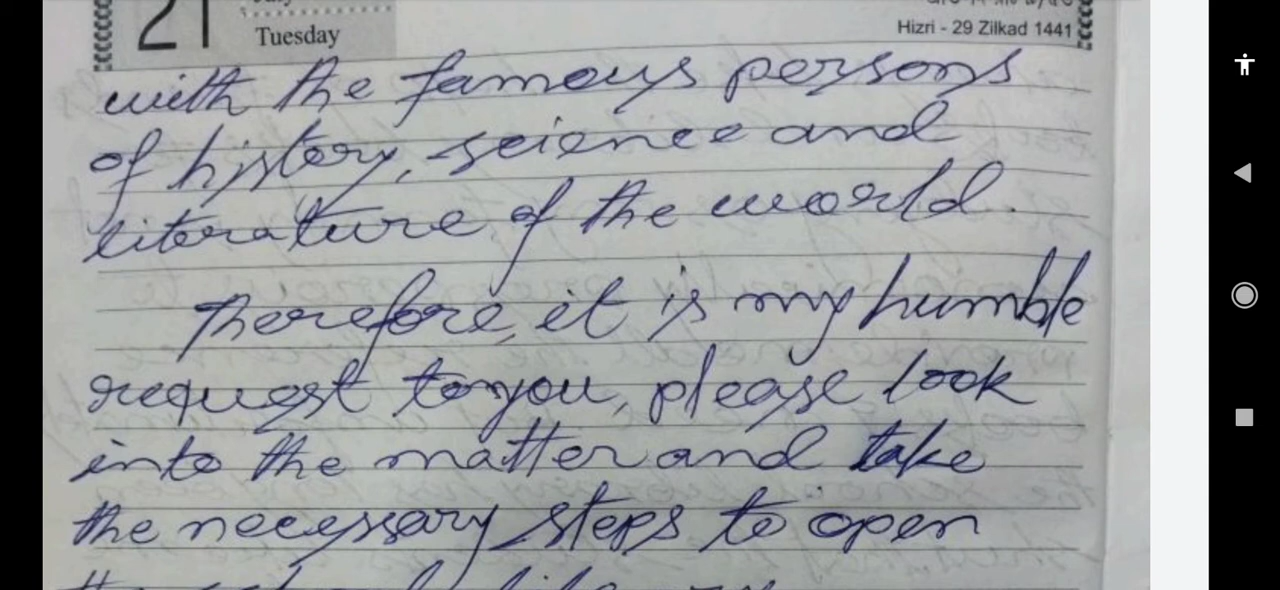 21
Tuesday
Hizri - 29 Zilkad 1441
with the famous persons
of history, science and
literature of the world.
Therefore, it is my humble
request to you, please look
into the matter and take
the necessary steps to open